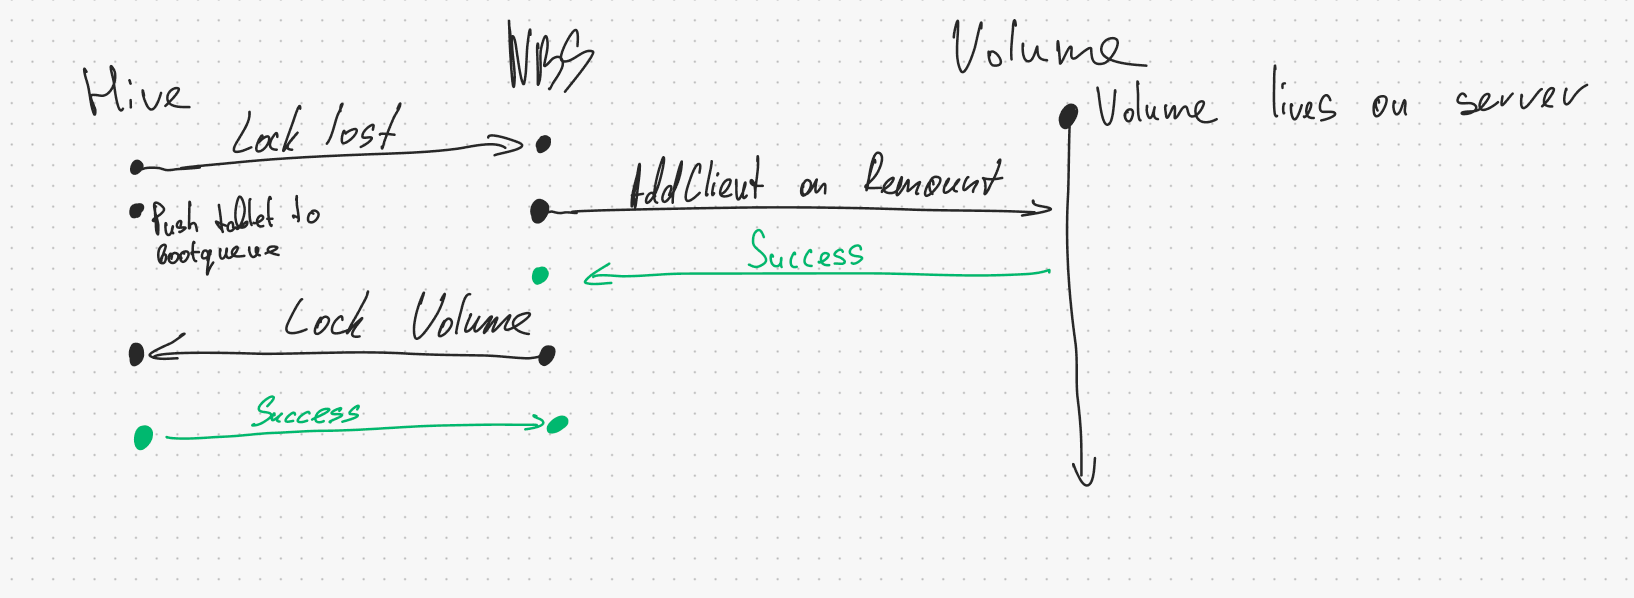 Hive
NBS
Volume
Volume lives on server
Lock lost
AddClient on Remount
Push tablet to
Bootqueue
Success
Lock Volume
Success